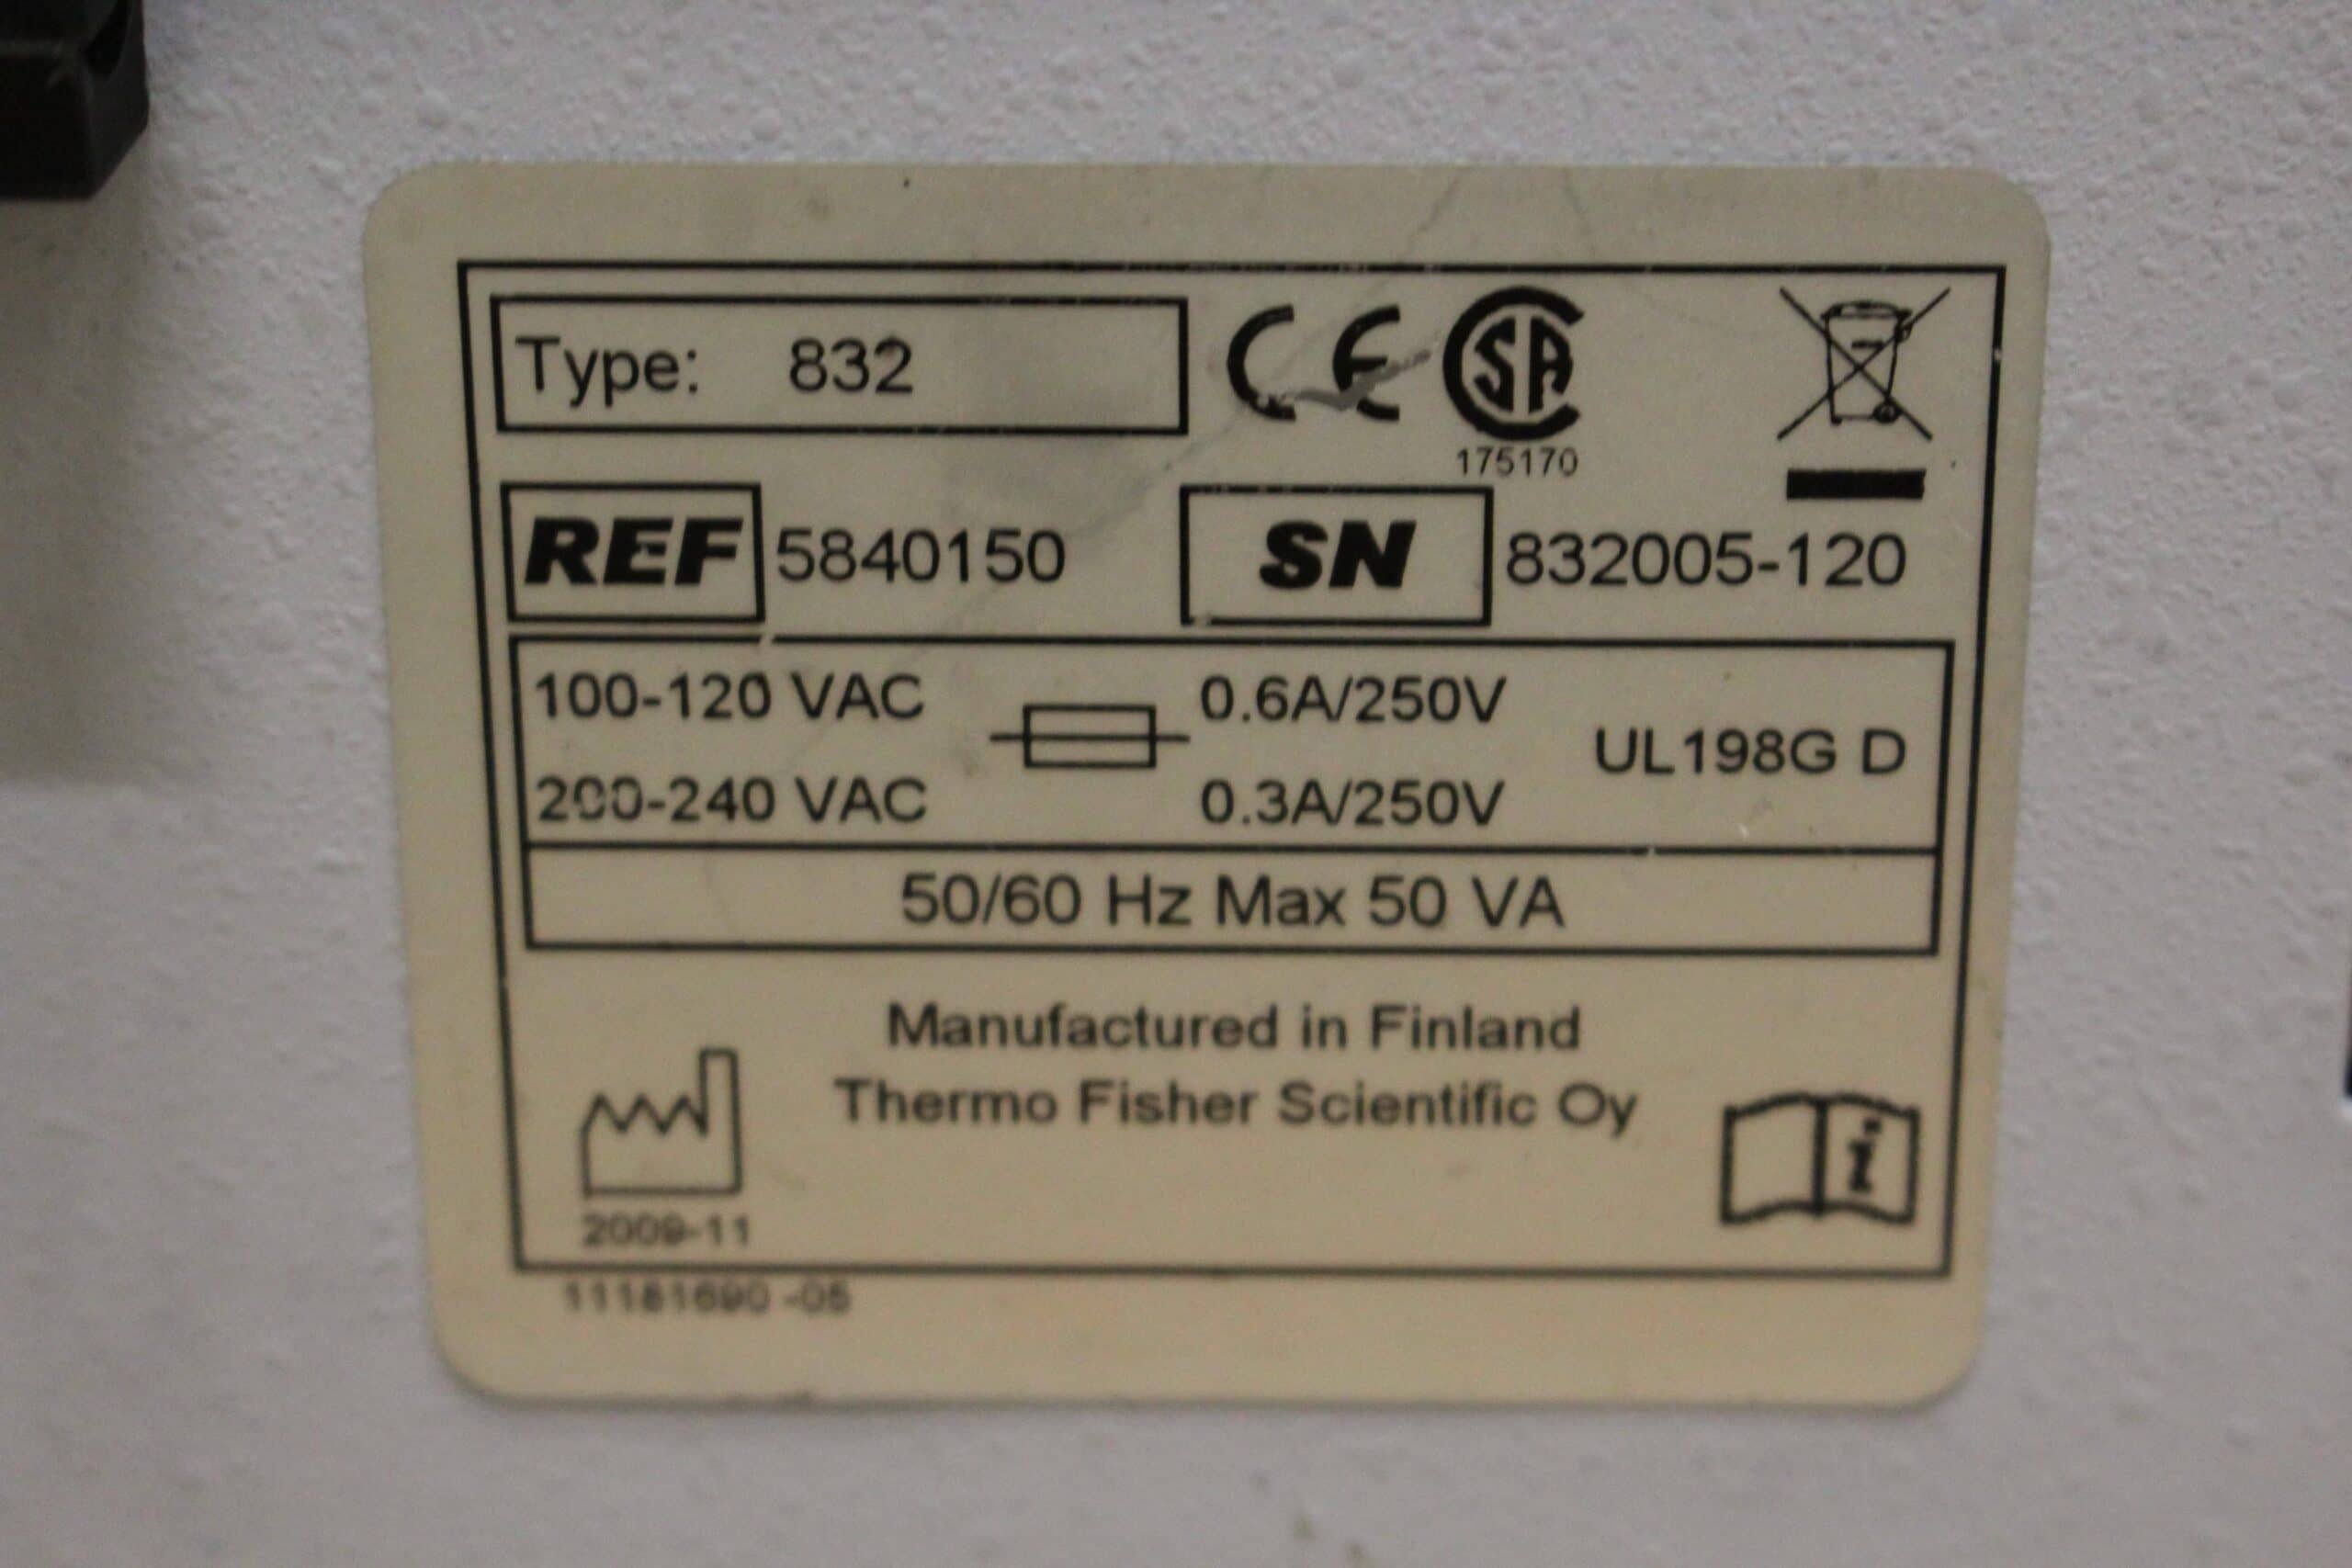 Type: 832
CE
SA
175170
REF 5840150 SN 832005-120
100-120 VAC 0.6A/250V
UL198G D
200-240 VAC 0.3A/250V
50/60 Hz Max 50 VA
Manufactured in Finland
Thermo Fisher Scientific Oy
i
2009-11
11181690 -05